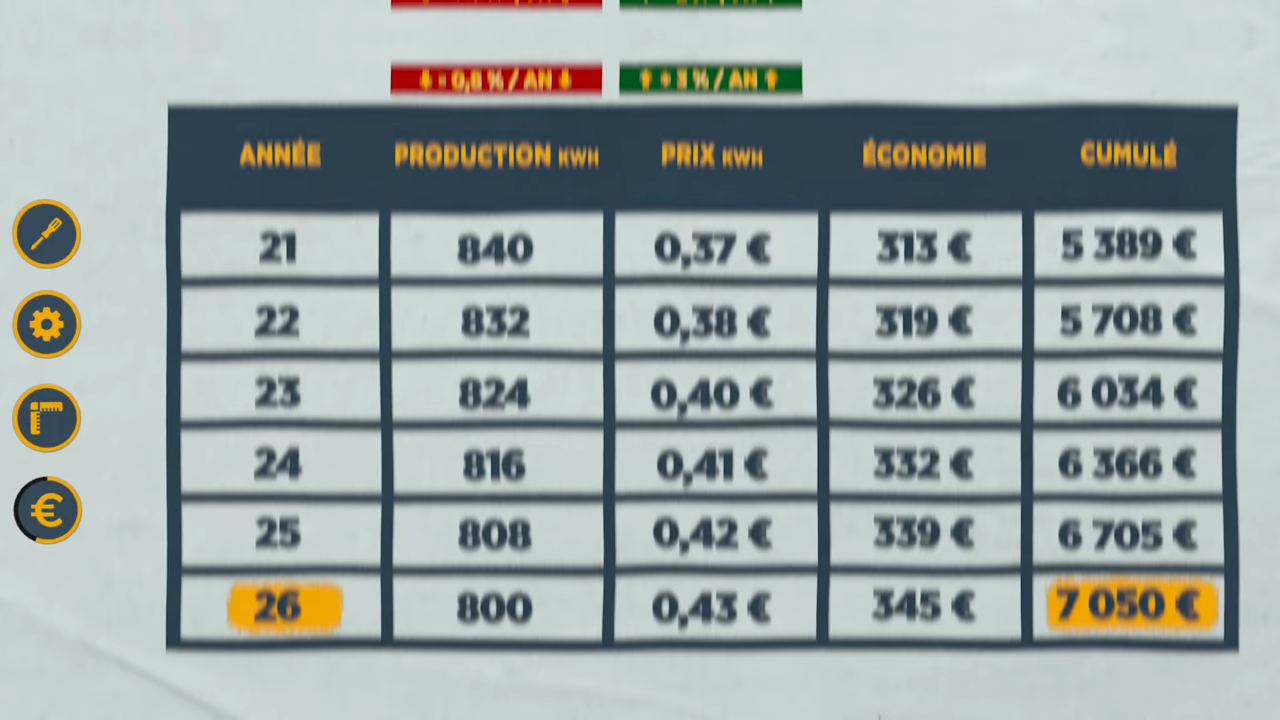 - 0,8 % / AN
+ 3 % / AN
ANNÉE PRODUCTION KWH PRIX KWH ÉCONOMIE CUMULÉ
21 840 0,37 € 313 € 5 389 €
22 832 0,38 € 319 € 5 708 €
23 824 0,40 € 326 € 6 034 €
24 816 0,41 € 332 € 6 366 €
25 808 0,42 € 339 € 6 705 €
26 800 0,43 € 345 € 7 050 €
€